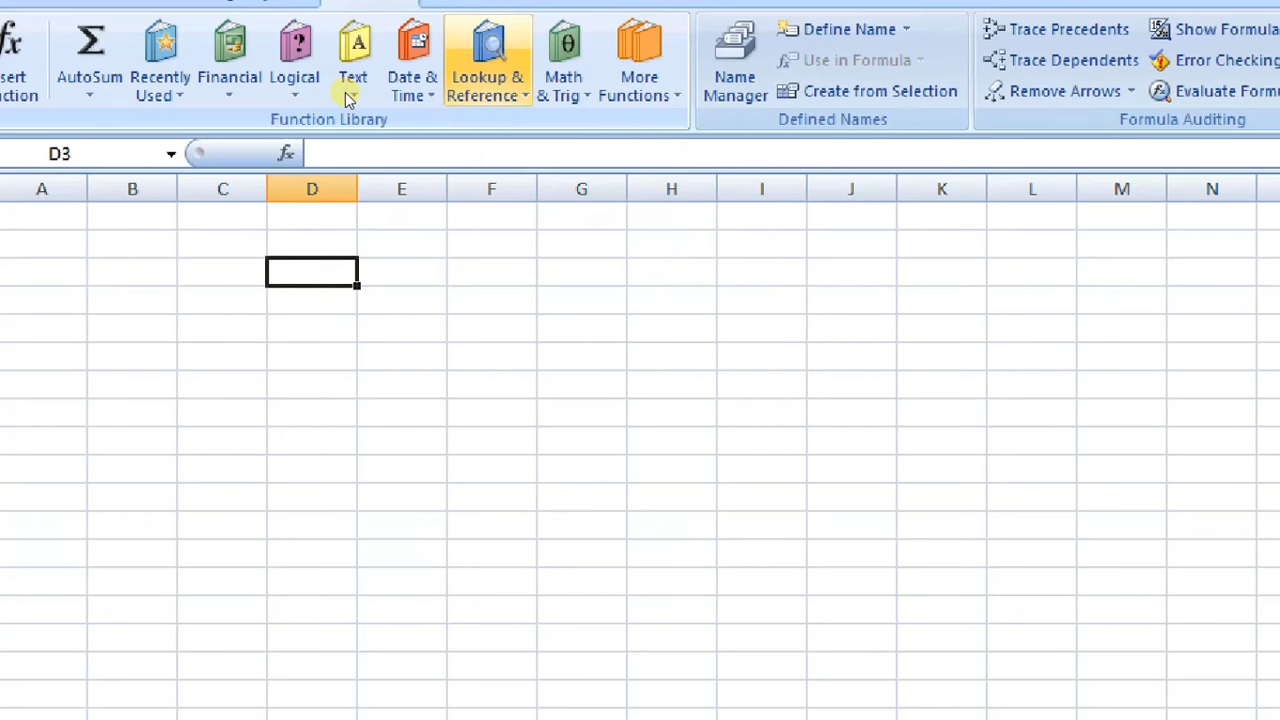 fx Σ ? A θ
sert AutoSum Recently Financial Logical Text Date & Lookup & Math More Name
ction Used Time Reference & Trig Functions Manager
Define Name Trace Precedents Show Formula
Use in Formula Trace Dependents Error Checking
Create from Selection Remove Arrows Evaluate Formu
Function Library Defined Names Formula Auditing
D3 fx
A B C D E F G H I J K L M N